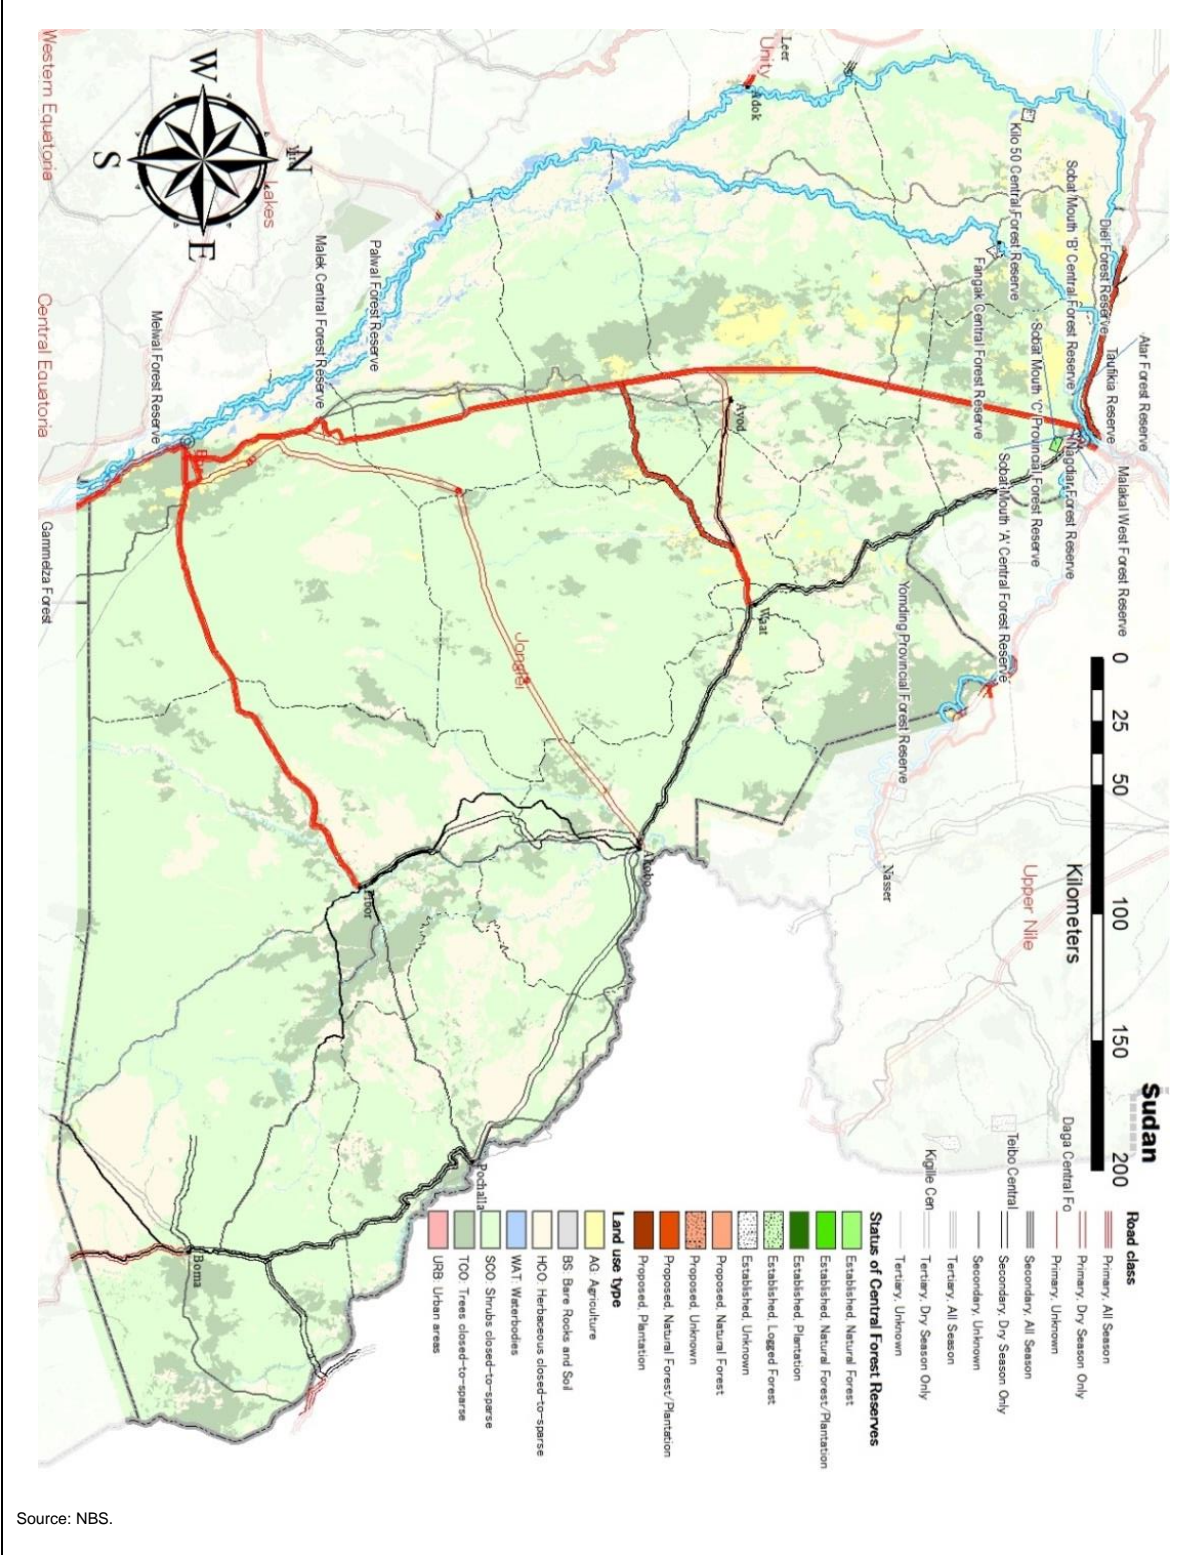 Sudan
0 25 50 100 150 200
Kilometers
Road class
Primary, All Season
Primary, Dry Season Only
Primary, Unknown
Secondary, All Season
Secondary, Dry Season Only
Secondary, Unknown
Tertiary, All Season
Tertiary, Dry Season Only
Tertiary, Unknown
Status of Central Forest Reserves
Established, Natural Forest
Established, Natural Forest/Plantation
Established, Plantation
Established, Logged Forest
Established, Unknown
Proposed, Natural Forest
Proposed, Unknown
Proposed, Natural Forest/Plantation
Proposed, Plantation
Land use type
AG: Agriculture
BS: Bare Rocks and Soil
HOO: Herbaceous closed-to-sparse
WAT: Waterbodies
SOO: Shrubs closed-to-sparse
TOO: Trees closed-to-sparse
URB: Urban areas
Atar Forest Reserve
Malakal West Forest Reserve
Taufikia Reserve
Diel Forest Reserve
Nagdiar Forest Reserve
Sobat Mouth 'B' Central Forest Reserve
Sobat Mouth 'C' Provincial Forest Reserve
Kilo 50 Central Forest Reserve
Sobat Mouth 'A' Central Forest Reserve
Fangak Central Forest Reserve
Yomding Provincial Forest Reserve
Daga Central Fo
Teibo Central
Kigille Cen
Upper Nile
Nasser
Leer
Unity
Adok
Ayod
Waat
Jonglei
Pibor
Pochalla
Boma
Palwal Forest Reserve
Malek Central Forest Reserve
Lakes
N
W
E
S
Melwal Forest Reserve
Gammeiza Forest
Western Equatoria
Central Equatoria
Source: NBS.